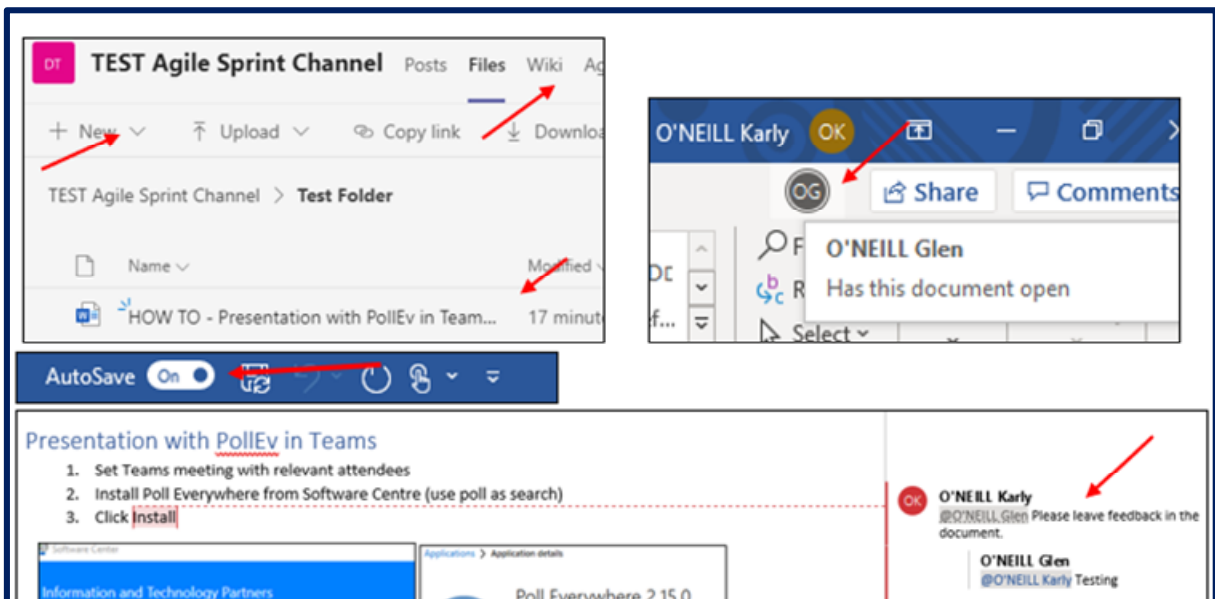 DT TEST Agile Sprint Channel Posts Files Wiki
+ New Upload Copy link
TEST Agile Sprint Channel > Test Folder
Name Modified
HOW TO - Presentation with PollEv in Team... 17
O'NEILL Karly OK
OG Share Comments
O'NEILL Glen
Has this document open
Select
AutoSave On
Presentation with PollEv in Teams
1. Set Teams meeting with relevant attendees
2. Install Poll Everywhere from Software Centre (use poll as search)
3. Click Install
OK O'NEILL Karly
@O'NEILL Glen Please leave feedback in the
document.
O'NEILL Glen
@O'NEILL Karly Testing
Software Center
Information and Technology Partners
Applications > Application details
Poll Everywhere 2.15.0